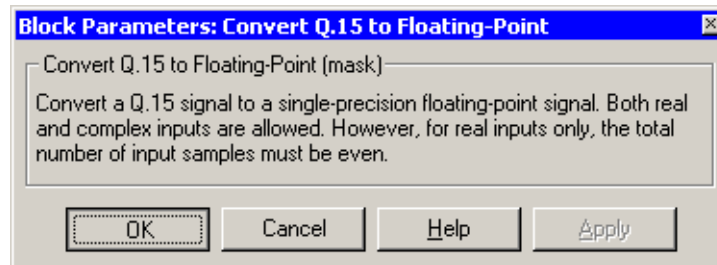 Block Parameters: Convert Q.15 to Floating-Point
Convert Q.15 to Floating-Point (mask)
Convert a Q.15 signal to a single-precision floating-point signal. Both real
and complex inputs are allowed. However, for real inputs only, the total
number of input samples must be even.
OK Cancel Help Apply